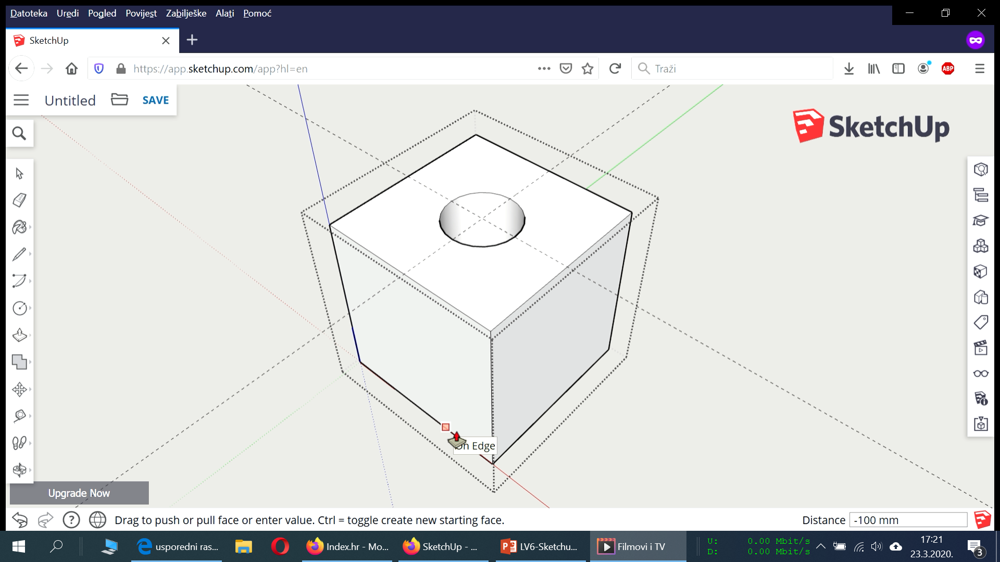 Datoteka Uredi Pogled Povijest Zabilješke Alati Pomoć
SketchUp
https://app.sketchup.com/app?hl=en
Traži
ABP
Untitled SAVE
SketchUp
On Edge
Upgrade Now
Drag to push or pull face or enter value. Ctrl = toggle create new starting face.
Distance -100 mm
usporedni ras...
Index.hr - Mo...
SketchUp - ...
LV6-Sketchu...
Filmovi i TV
U: 0.00 Mbit/s
D: 0.00 Mbit/s
17:21
23.3.2020.
3